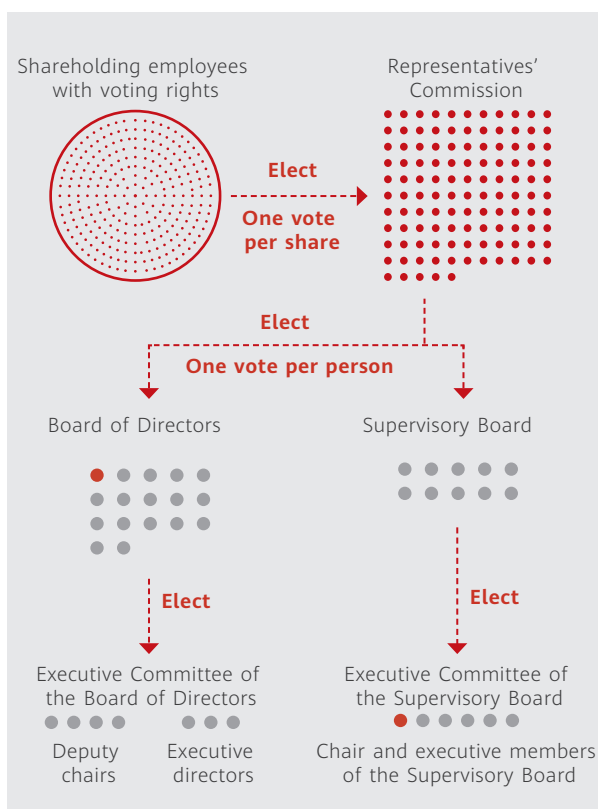 Shareholding employees
with voting rights
Representatives’
Commission
Elect
One vote
per share
Elect
One vote per person
Board of Directors
Supervisory Board
Elect
Elect
Executive Committee of
the Board of Directors
Deputy
chairs
Executive
directors
Executive Committee of
the Supervisory Board
Chair and executive members
of the Supervisory Board